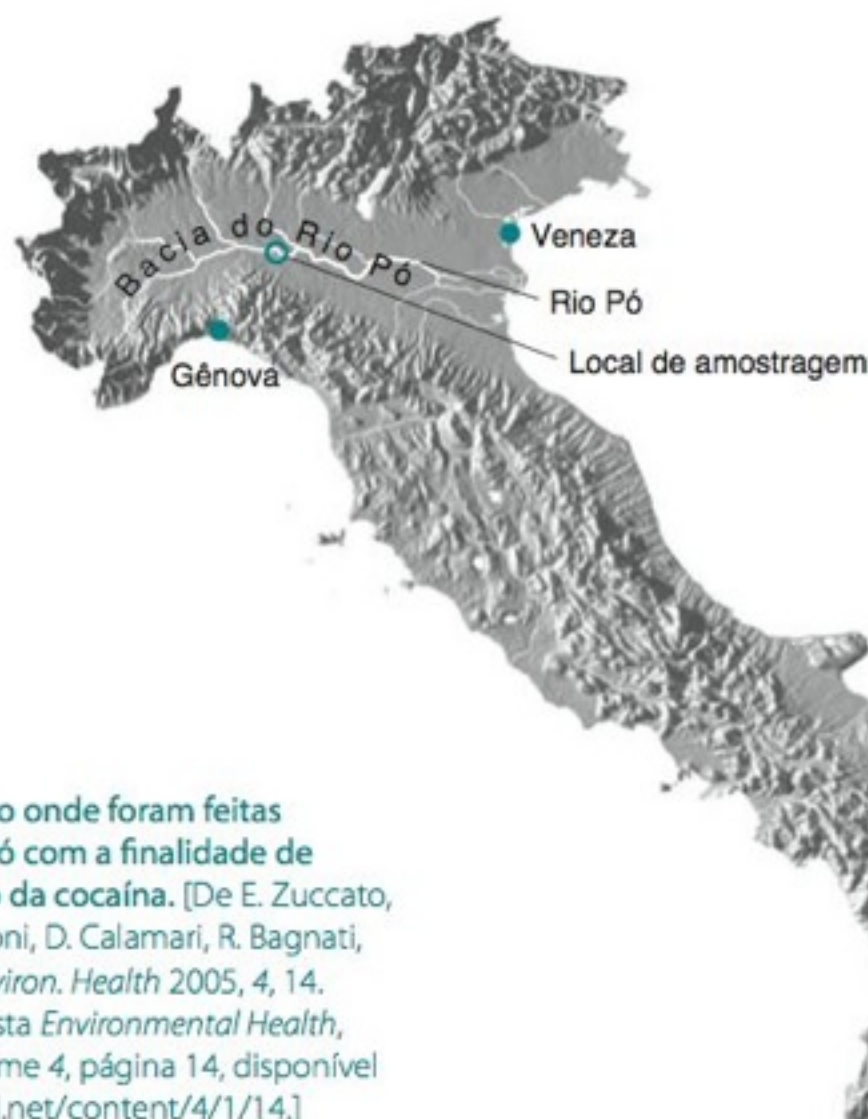 Bacia do Rio Pó
Veneza
Rio Pó
Local de amostragem
Gênova
o onde foram feitas
ó com a finalidade de
da cocaína. [De E. Zuccato,
oni, D. Calamari, R. Bagnati,
viron. Health 2005, 4, 14.
sta Environmental Health,
me 4, página 14, disponível
l.net/content/4/1/14.]